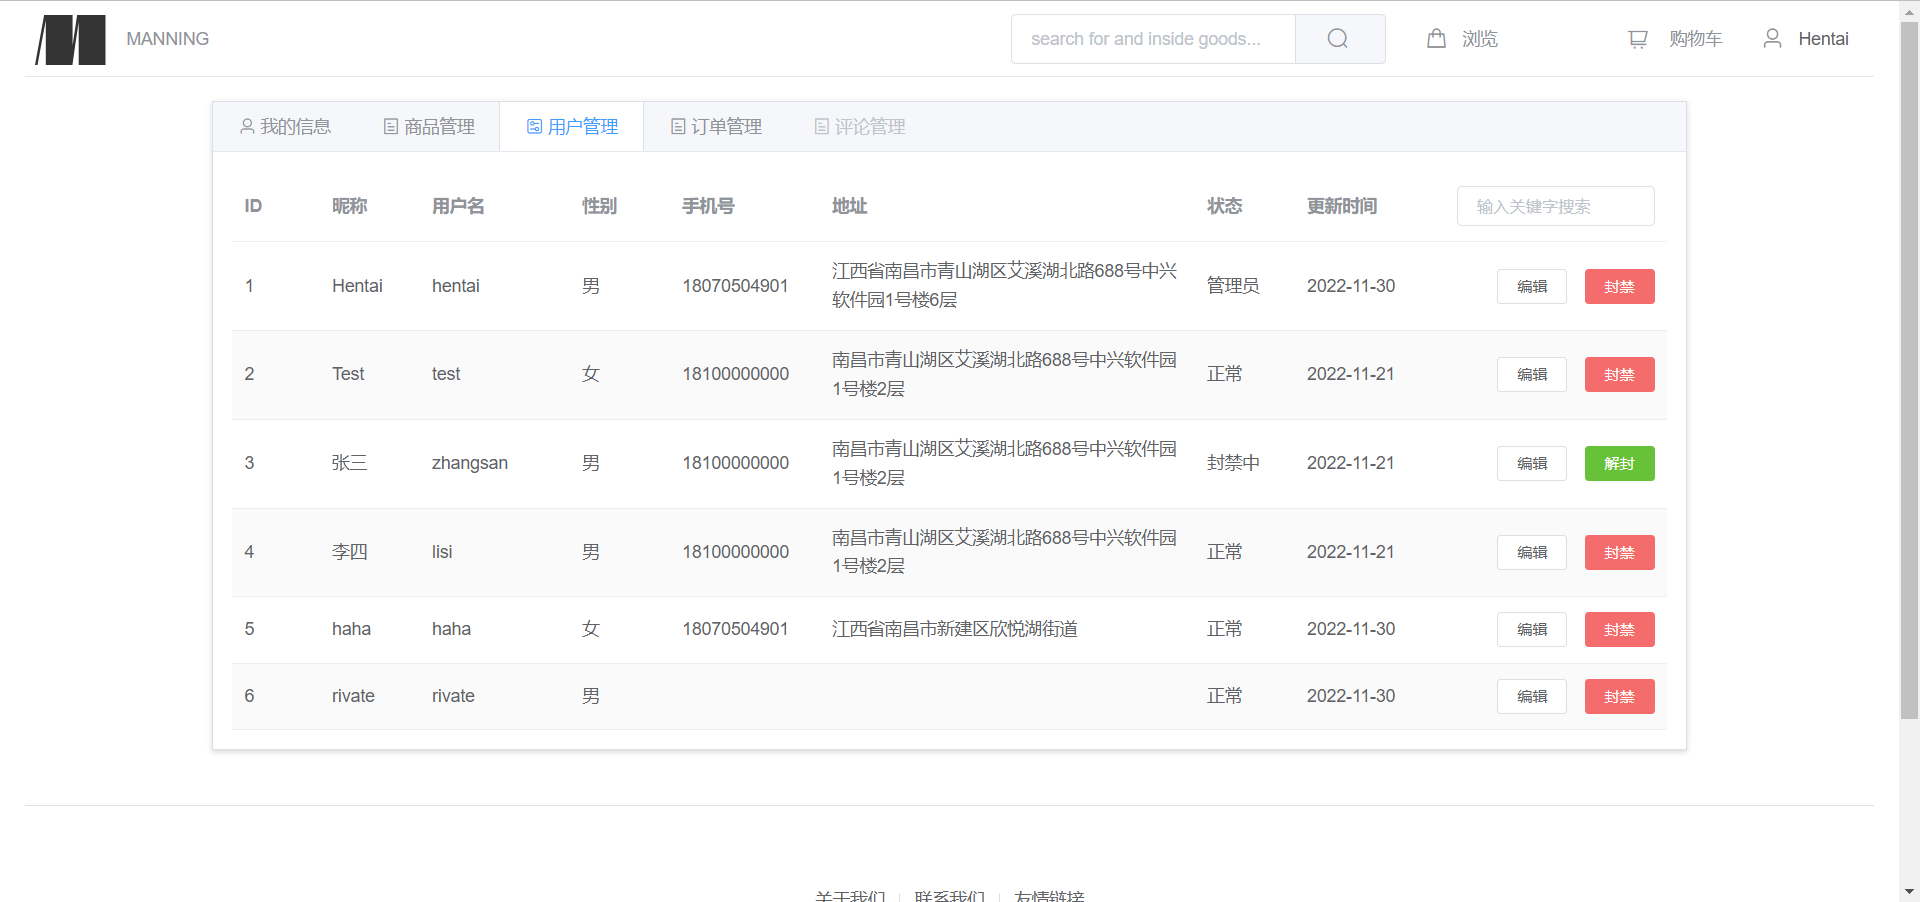 MANNING
search for and inside goods...
浏览
购物车
Hentai
我的信息
商品管理
用户管理
订单管理
评论管理
ID 昵称 用户名 性别 手机号 地址 状态 更新时间 输入关键字搜索
1 Hentai hentai 男 18070504901 江西省南昌市青山湖区艾溪湖北路688号中兴 管理员 2022-11-30 编辑 封禁
软件园1号楼6层
2 Test test 女 18100000000 南昌市青山湖区艾溪湖北路688号中兴软件园 正常 2022-11-21 编辑 封禁
1号楼2层
3 张三 zhangsan 男 18100000000 南昌市青山湖区艾溪湖北路688号中兴软件园 封禁中 2022-11-21 编辑 解封
1号楼2层
4 李四 lisi 男 18100000000 南昌市青山湖区艾溪湖北路688号中兴软件园 正常 2022-11-21 编辑 封禁
1号楼2层
5 haha haha 女 18070504901 江西省南昌市新建区欣悦湖街道 正常 2022-11-30 编辑 封禁
6 rivate rivate 男 正常 2022-11-30 编辑 封禁
关于我们 联系我们 友情链接